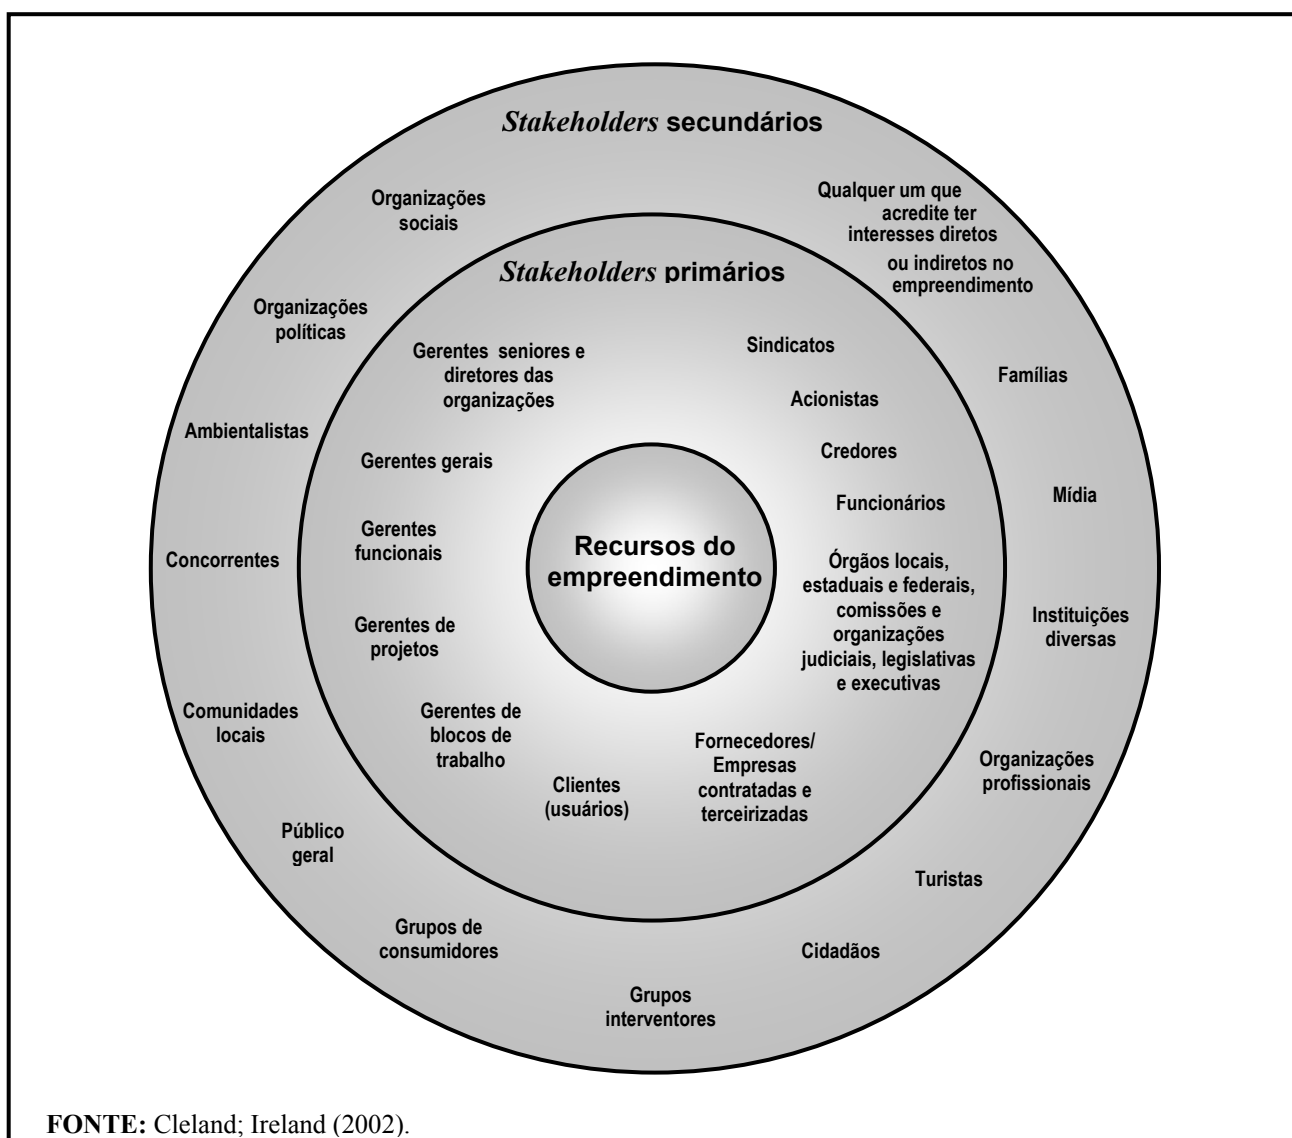 Stakeholders secundários
Organizações
sociais
Qualquer um que
acredite ter
interesses diretos
ou indiretos no
empreendimento
Stakeholders primários
Organizações
políticas
Gerentes seniores e
diretores das
organizações
Sindicatos
Famílias
Acionistas
Ambientalistas
Gerentes gerais
Credores
Mídia
Funcionários
Gerentes
funcionais
Concorrentes
Recursos do
empreendimento
Órgãos locais,
estaduais e federais,
comissões e
organizações
judiciais, legislativas
e executivas
Instituições
diversas
Gerentes de
projetos
Comunidades
locais
Gerentes de
blocos de
trabalho
Fornecedores/
Empresas
contratadas e
terceirizadas
Clientes
(usuários)
Organizações
profissionais
Público
geral
Turistas
Grupos de
consumidores
Cidadãos
Grupos
interventores
FONTE: Cleland; Ireland (2002).